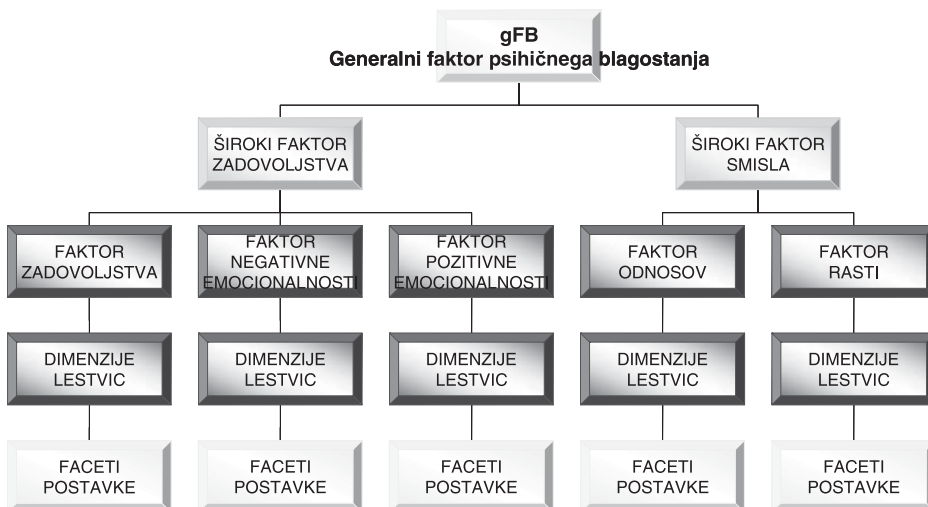 gFB
Generalni faktor psihičnega blagostanja
ŠIROKI FAKTOR
ZADOVOLJSTVA
ŠIROKI FAKTOR
SMISLA
FAKTOR
ZADOVOLJSTVA
FAKTOR
NEGATIVNE
EMOCIONALNOSTI
FAKTOR
POZITIVNE
EMOCIONALNOSTI
FAKTOR
ODNOSOV
FAKTOR
RASTI
DIMENZIJE
LESTVIC
DIMENZIJE
LESTVIC
DIMENZIJE
LESTVIC
DIMENZIJE
LESTVIC
DIMENZIJE
LESTVIC
FACETI
POSTAVKE
FACETI
POSTAVKE
FACETI
POSTAVKE
FACETI
POSTAVKE
FACETI
POSTAVKE